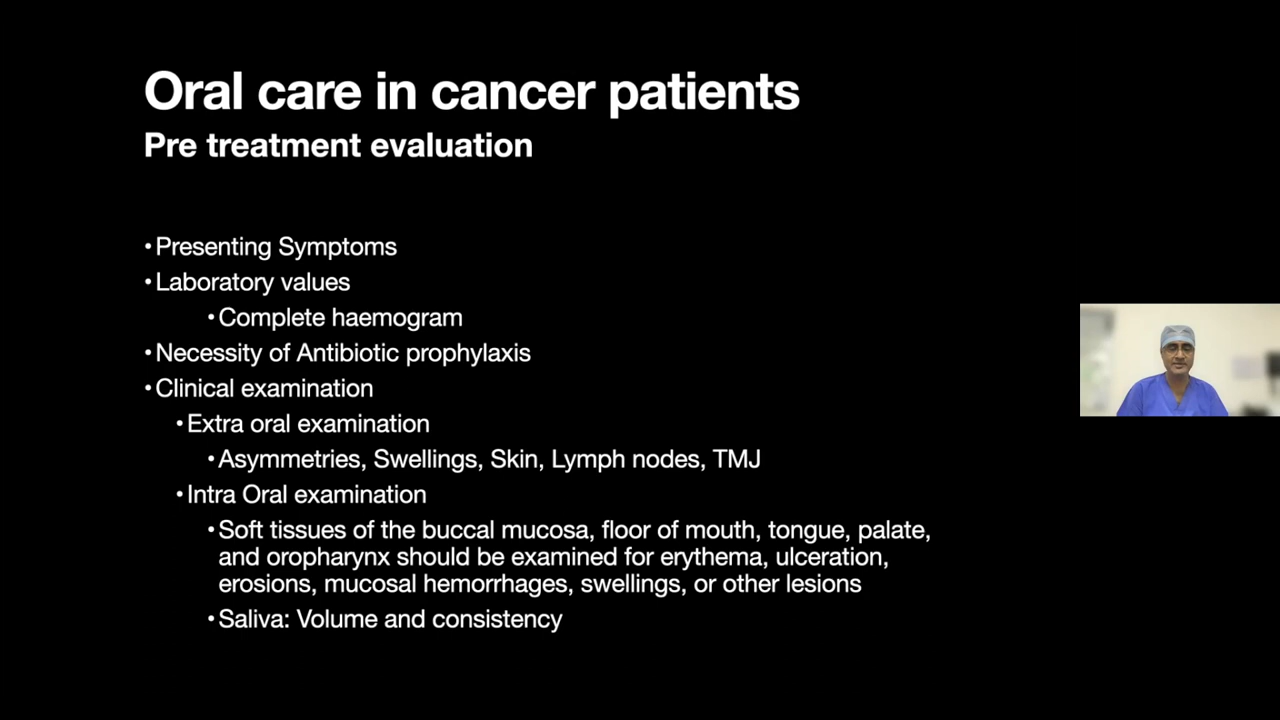 Oral care in cancer patients
Pre treatment evaluation
•Presenting Symptoms
•Laboratory values
•Complete haemogram
•Necessity of Antibiotic prophylaxis
•Clinical examination
•Extra oral examination
•Asymmetries, Swellings, Skin, Lymph nodes, TMJ
•Intra Oral examination
•Soft tissues of the buccal mucosa, floor of mouth, tongue, palate,
and oropharynx should be examined for erythema, ulceration,
erosions, mucosal hemorrhages, swellings, or other lesions
•Saliva: Volume and consistency